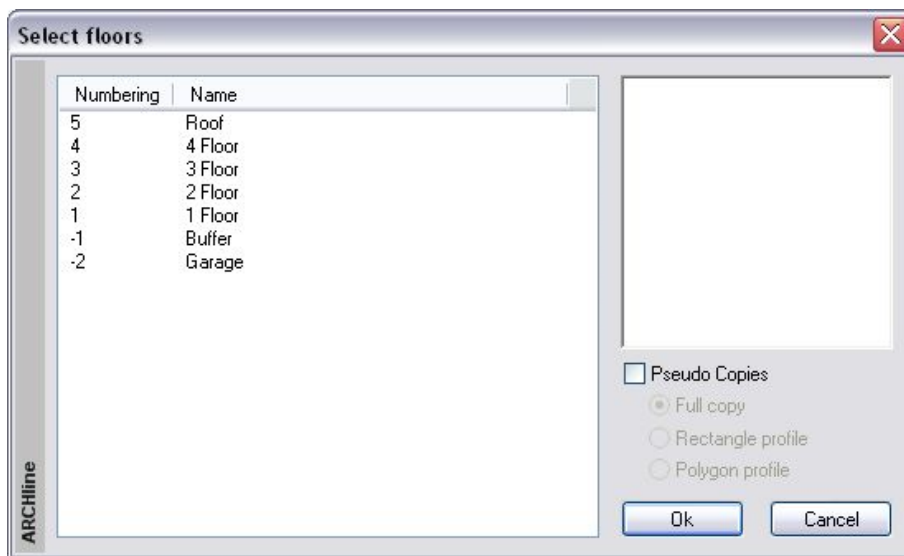 Select floors
Numbering Name
5 Roof
4 4 Floor
3 3 Floor
2 2 Floor
1 1 Floor
-1 Buffer
-2 Garage
Pseudo Copies
Full copy
Rectangle profile
Polygon profile
Ok Cancel
ARCHline